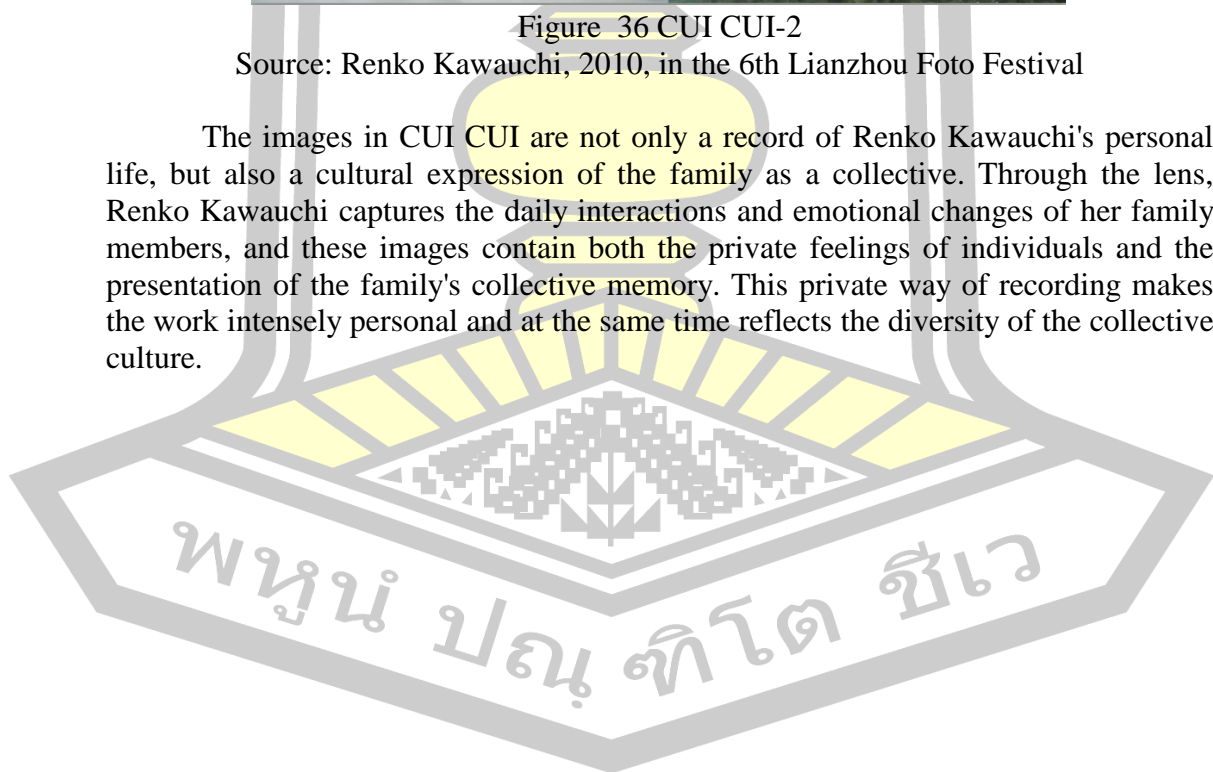 Figure 36 CUI CUI-2
Source: Renko Kawauchi, 2010, in the 6th Lianzhou Foto Festival
The images in CUI CUI are not only a record of Renko Kawauchi's personal
life, but also a cultural expression of the family as a collective. Through the lens,
Renko Kawauchi captures the daily interactions and emotional changes of her family
members, and these images contain both the private feelings of individuals and the
presentation of the family's collective memory. This private way of recording makes
the work intensely personal and at the same time reflects the diversity of the collective
culture.
พหูนํ ปณฺฑิโต ชีเว